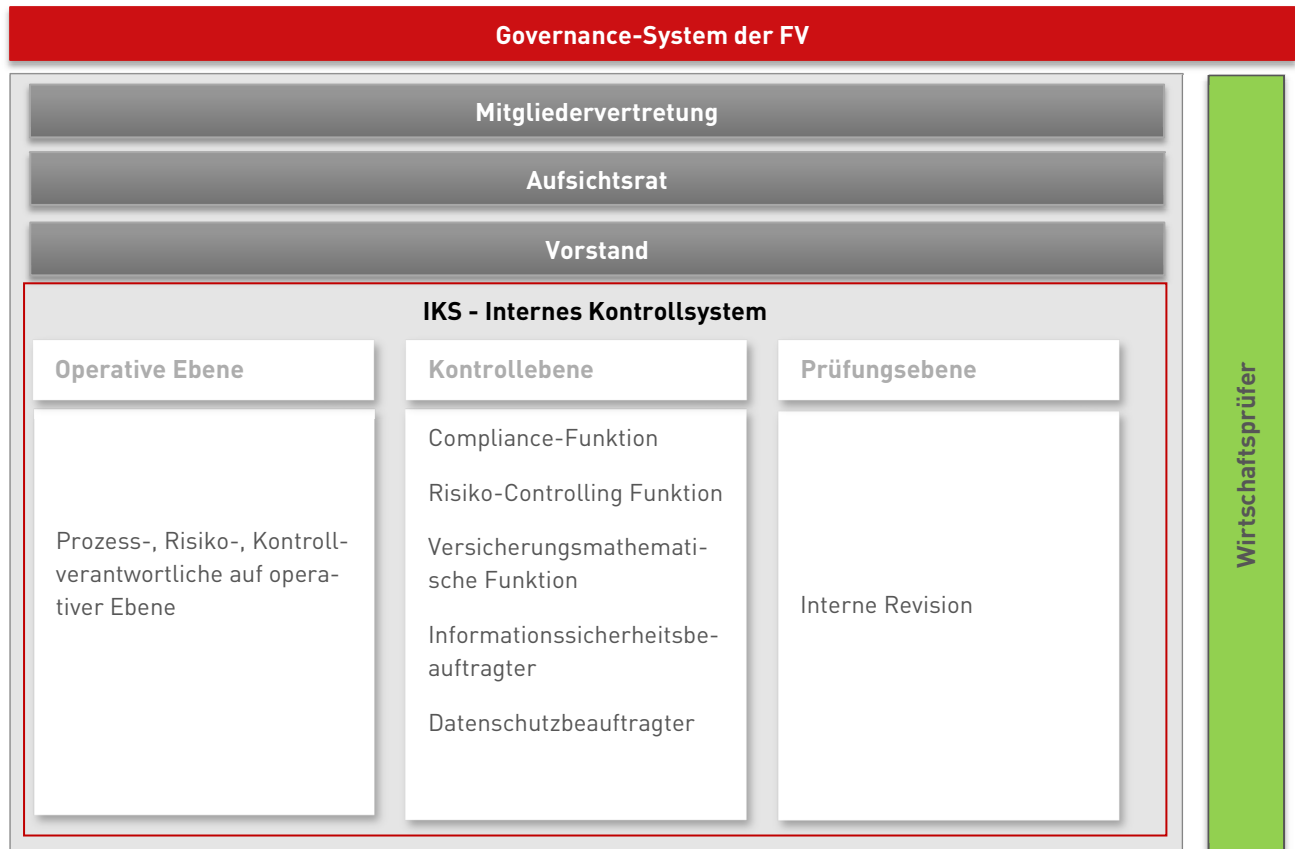 Governance-System der FV
Mitgliedervertretung
Aufsichtsrat
Vorstand
IKS - Internes Kontrollsystem
Operative Ebene
Prozess-, Risiko-, Kontroll-
verantwortliche auf opera-
tiver Ebene
Kontrollebene
Compliance-Funktion
Risiko-Controlling Funktion
Versicherungsmathemati-
sche Funktion
Informationssicherheitsbe-
auftragter
Datenschutzbeauftragter
Prüfungsebene
Interne Revision
Wirtschaftsprüfer